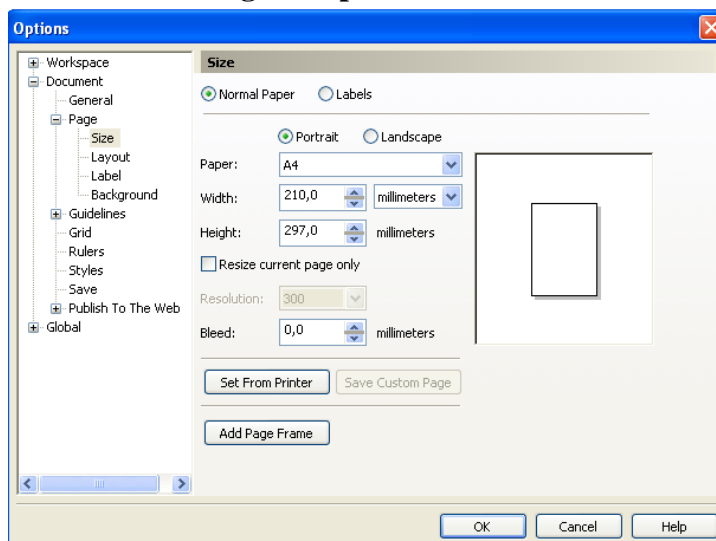 Options
Workspace
Document
General
Page
Size
Layout
Label
Background
Guidelines
Grid
Rulers
Styles
Save
Publish To The Web
Global
Size
Normal Paper Labels
Portrait Landscape
Paper: A4
Width: 210,0 millimeters
Height: 297,0 millimeters
Resize current page only
Resolution: 300
Bleed: 0,0 millimeters
Set From Printer Save Custom Page
Add Page Frame
OK Cancel Help